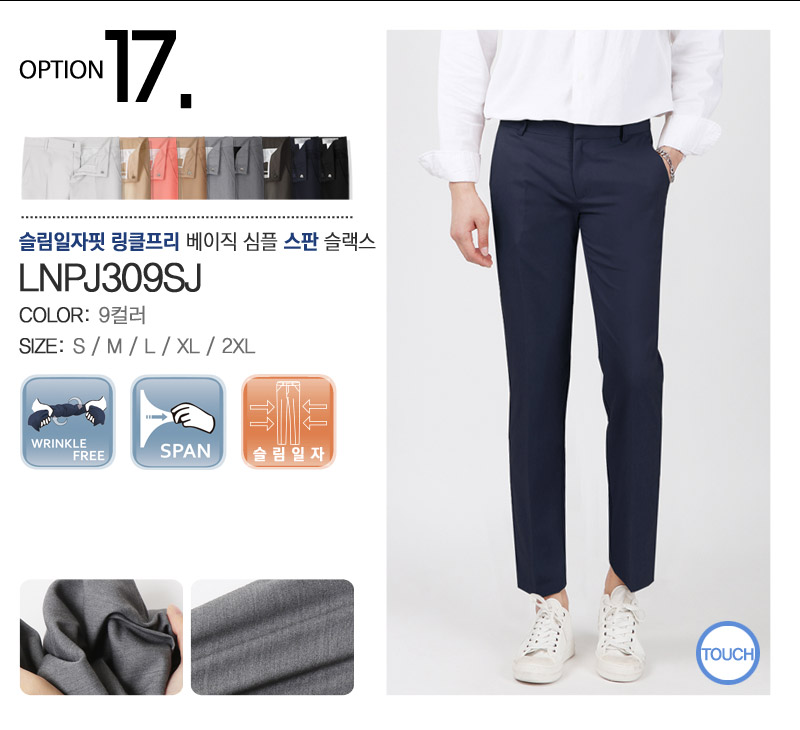 OPTION 17.
슬림일자핏 링클프리 베이직 심플 스판 슬랙스
LNPJ309SJ
COLOR: 9컬러
SIZE: S / M / L / XL / 2XL
WRINKLE
FREE
SPAN
슬림일자
TOUCH